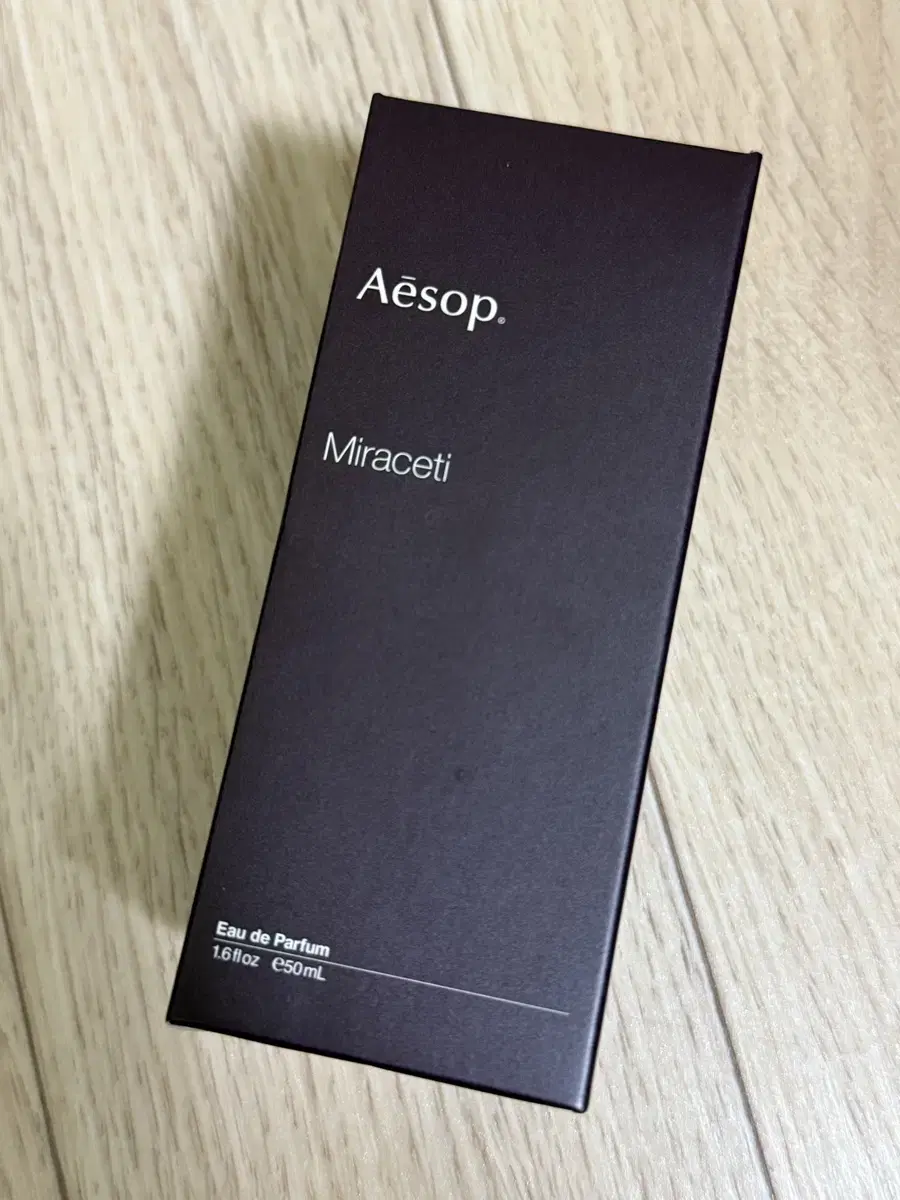 Aēsop®
Miraceti
Eau de Parfum
1.6 fl oz ℮50 mL